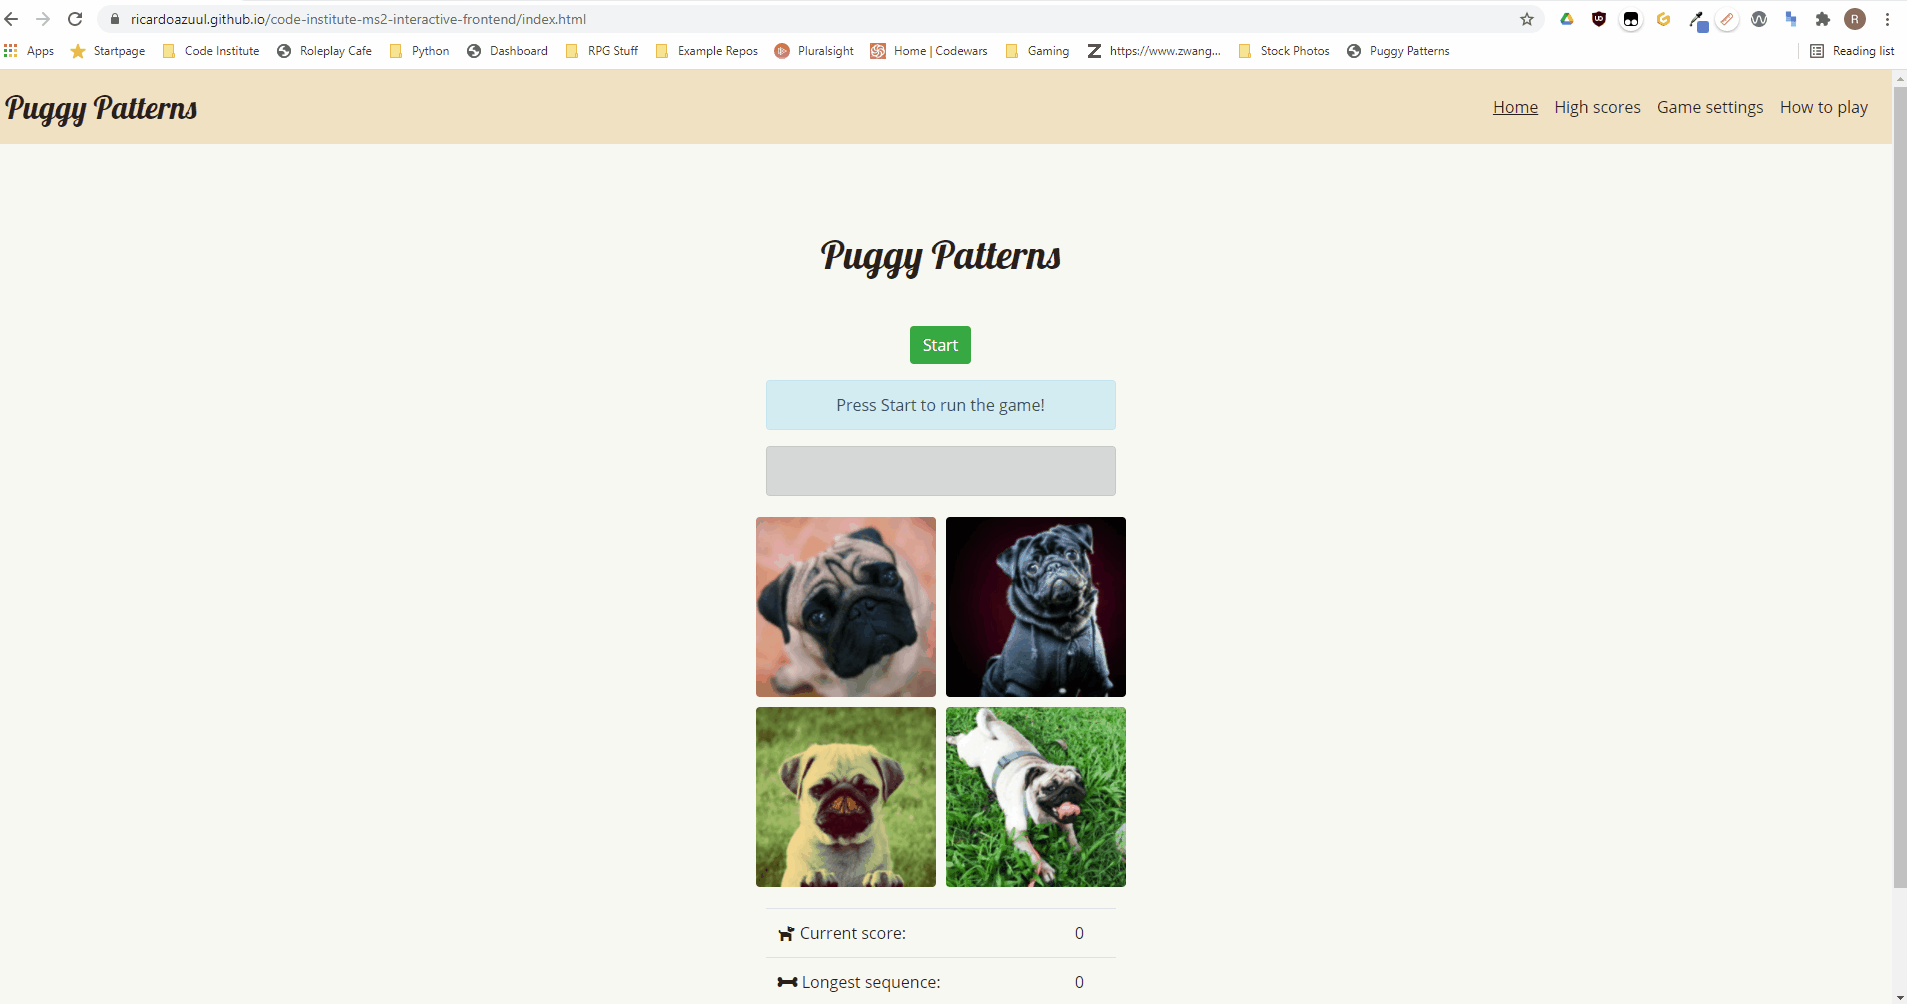 ricardoazuul.github.io/code-institute-ms2-interactive-frontend/index.html
R
Apps Startpage Code Institute Roleplay Cafe Python Dashboard RPG Stuff Example Repos Pluralsight Home | Codewars Gaming https://www.zwang... Stock Photos Puggy Patterns Reading list
Puggy Patterns
Home High scores Game settings How to play
Puggy Patterns
Start
Press Start to run the game!
Current score: 0
Longest sequence: 0